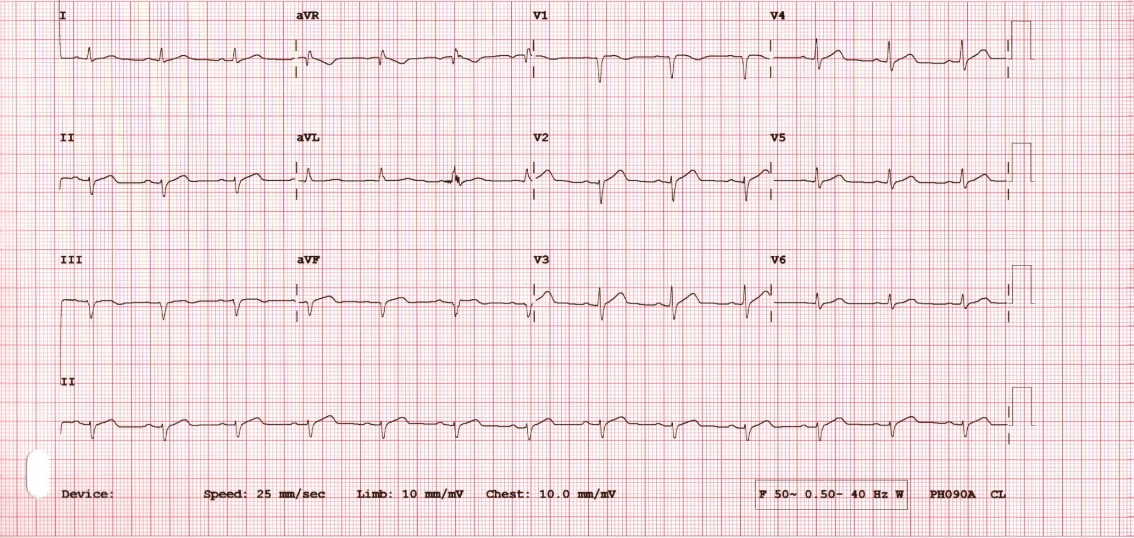 I aVR V1 V4
II aVL V2 V5
III aVF V3 V6
II
Device: Speed: 25 mm/sec Limb: 10 mm/mV Chest: 10.0 mm/mV F 50~ 0.50- 40 Hz W PH090A CL